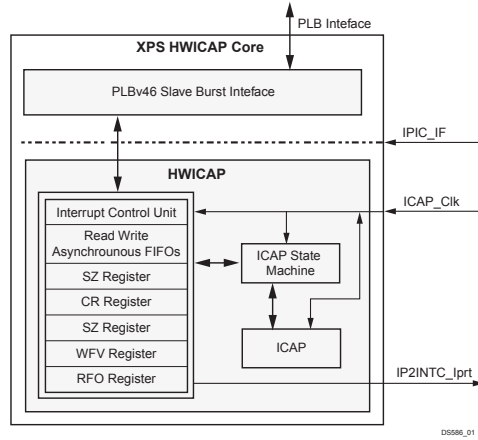 PLB Inteface
XPS HWICAP Core
PLBv46 Slave Burst Inteface
IPIC_IF
HWICAP
ICAP_Clk
Interrupt Control Unit
Read Write
Asynchrounous FIFOs
SZ Register
CR Register
SZ Register
WFV Register
RFO Register
ICAP State
Machine
ICAP
IP2INTC_Iprt
DS586_01